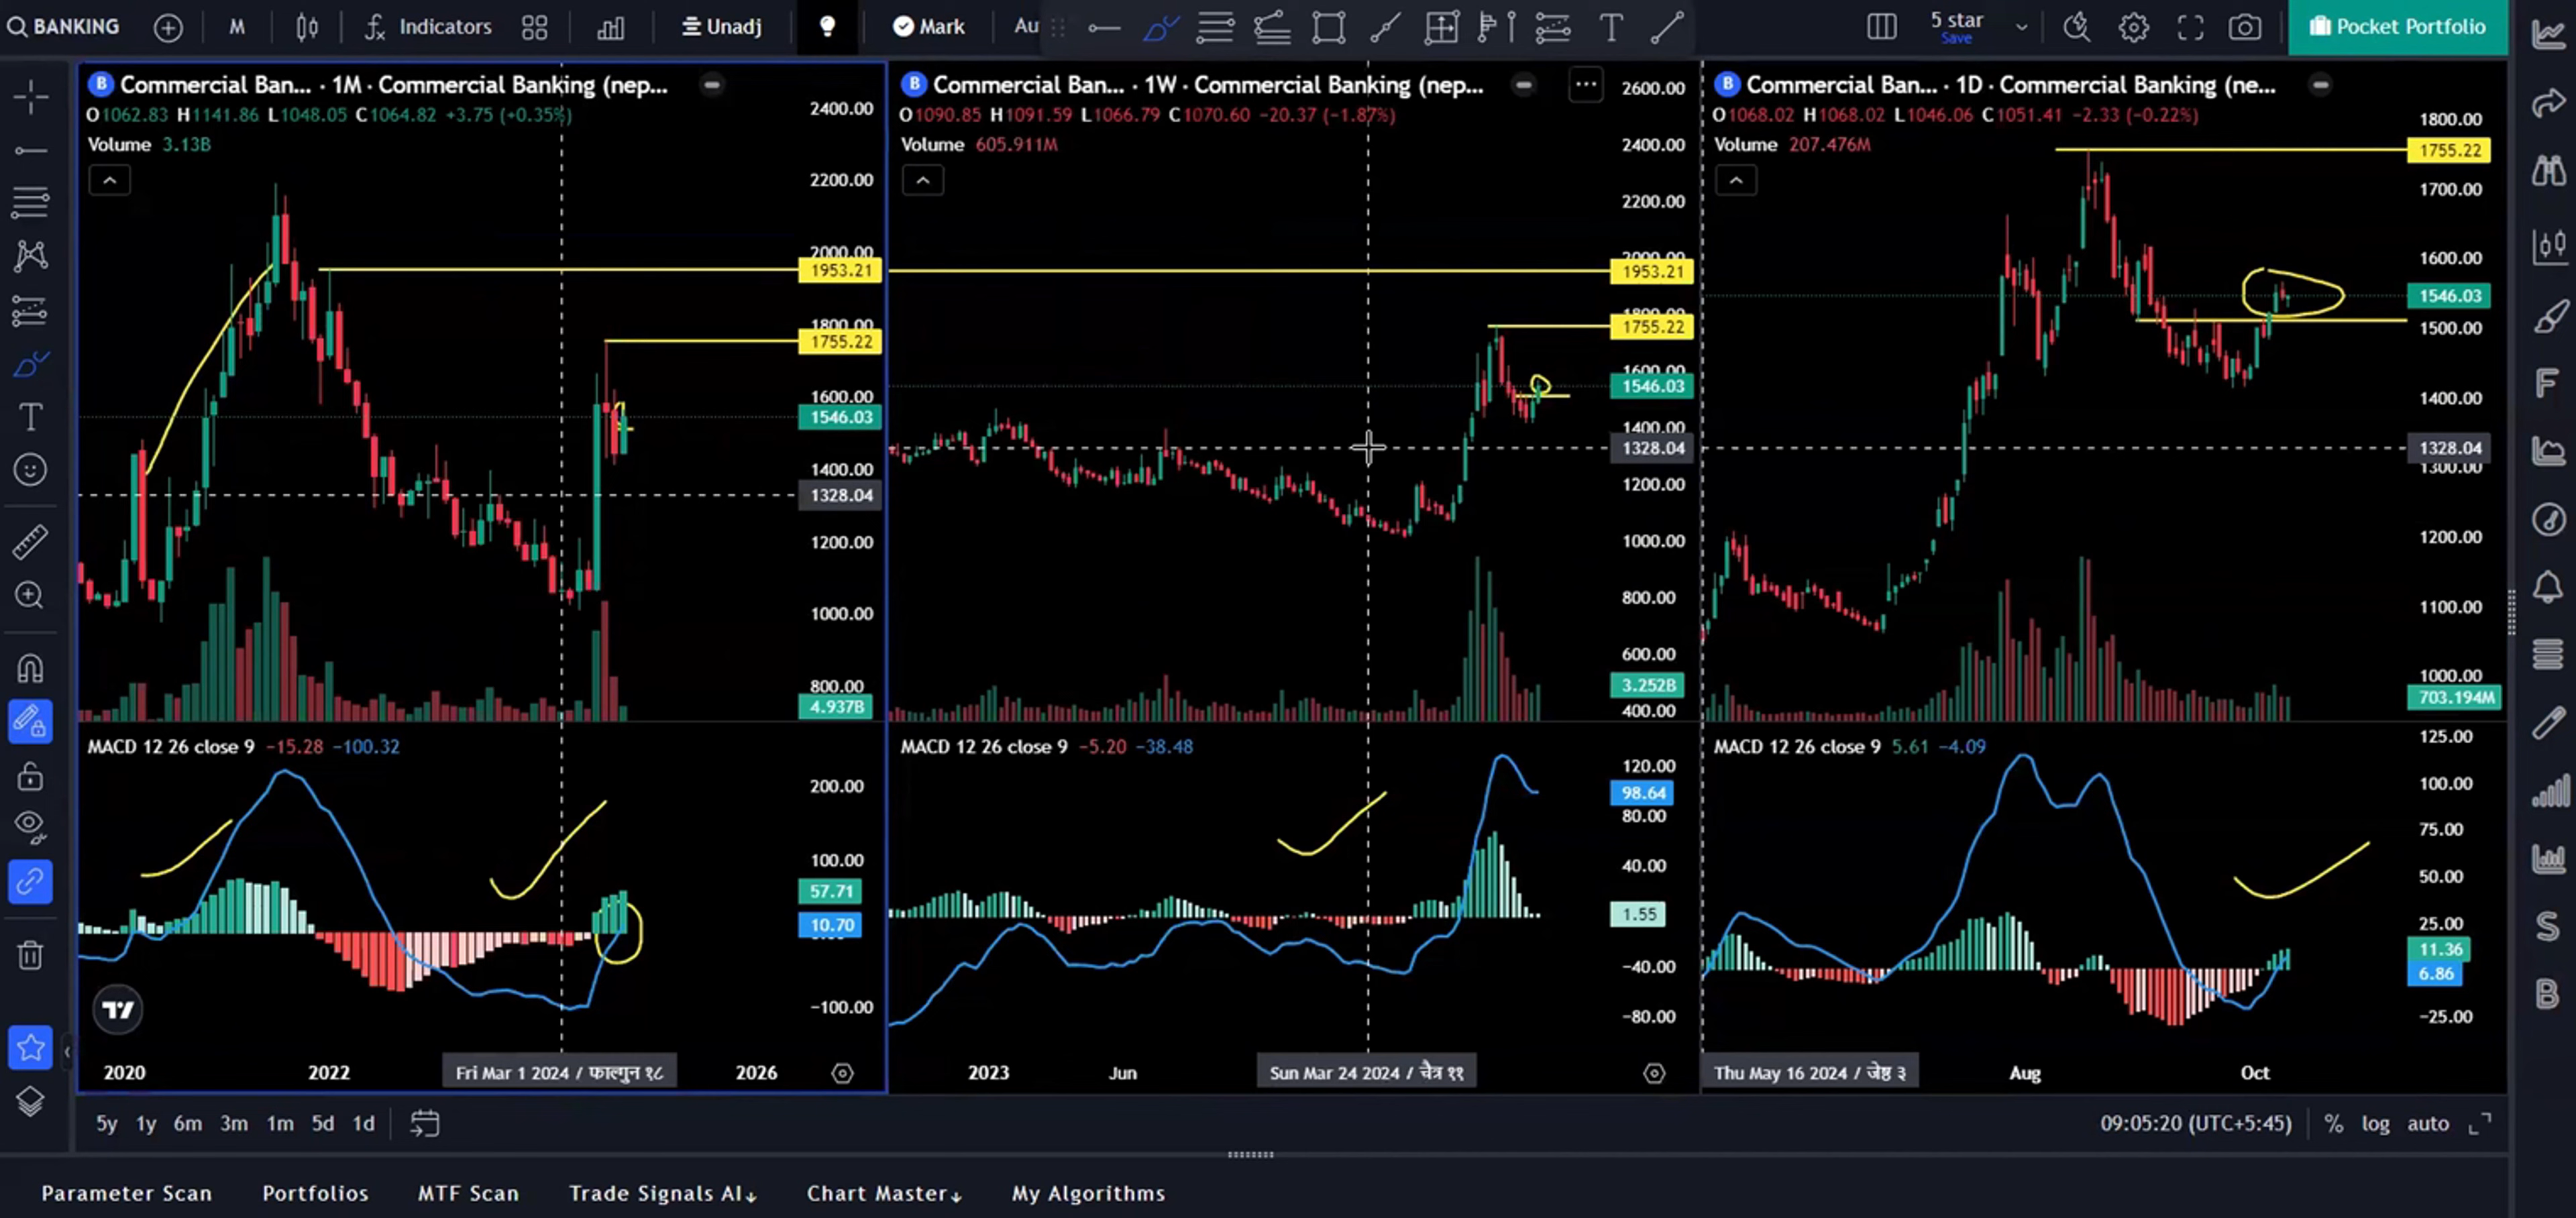 BANKING
M
Indicators
Unadj
Mark
5 star
Save
Pocket Portfolio
B Commercial Ban... · 1M · Commercial Banking (nep...
O1062.83 H1141.86 L1048.05 C1064.82 +3.75 (+0.35%)
Volume 3.13B
2400.00
2200.00
2000.00
1953.21
1800.00
1755.22
1600.00
1546.03
1400.00
1328.04
1200.00
1000.00
800.00
4.937B
MACD 12 26 close 9 −15.28 −100.32
200.00
100.00
57.71
10.70
−100.00
2020
2022
Fri Mar 1 2024 / फाल्गुन १८
2026
B Commercial Ban... · 1W · Commercial Banking (nep...
O1090.85 H1091.59 L1066.79 C1070.60 −20.37 (−1.87%)
Volume 605.911M
2600.00
2400.00
2200.00
2000.00
1953.21
1800.00
1755.22
1600.00
1546.03
1400.00
1328.04
1200.00
1000.00
800.00
600.00
3.252B
400.00
MACD 12 26 close 9 −5.20 −38.48
120.00
98.64
80.00
40.00
1.55
−40.00
−80.00
2023
Jun
Sun Mar 24 2024 / चैत्र ११
B Commercial Ban... · 1D · Commercial Banking (ne...
O1068.02 H1068.02 L1046.06 C1051.41 −2.33 (−0.22%)
Volume 207.476M
1800.00
1755.22
1700.00
1600.00
1546.03
1500.00
1400.00
1328.04
1300.00
1200.00
1100.00
1000.00
703.194M
MACD 12 26 close 9 5.61 −4.09
125.00
100.00
75.00
50.00
25.00
11.36
6.86
−25.00
Thu May 16 2024 / जेष्ठ ३
Aug
Oct
5y 1y 6m 3m 1m 5d 1d
09:05:20 (UTC+5:45)
% log auto
Parameter Scan
Portfolios
MTF Scan
Trade Signals AI↓
Chart Master↓
My Algorithms
F
S
B